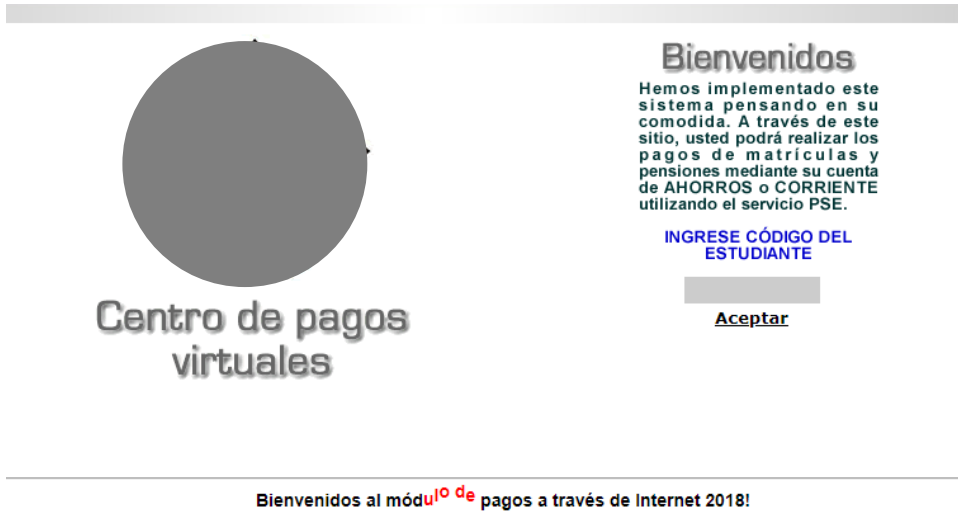 Centro de pagos
virtuales
Bienvenidos
Hemos implementado este
sistema pensando en su
comodida. A través de este
sitio, usted podrá realizar los
pagos de matrículas y
pensiones mediante su cuenta
de AHORROS o CORRIENTE
utilizando el servicio PSE.
INGRESE CÓDIGO DEL
ESTUDIANTE
Aceptar
Bienvenidos al módulo de pagos a través de Internet 2018!